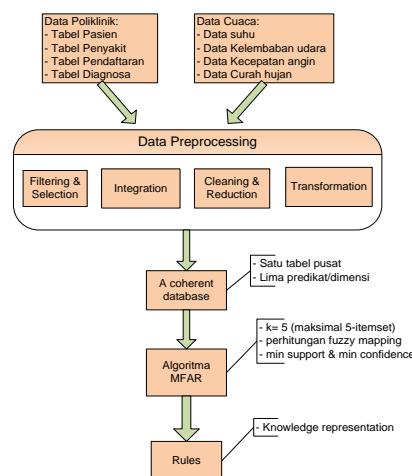 Data Poliklinik:
- Tabel Pasien
- Tabel Penyakit
- Tabel Pendaftaran
- Tabel Diagnosa
Data Cuaca:
- Data suhu
- Data Kelembaban udara
- Data Kecepatan angin
- Data Curah hujan
Data Preprocessing
Filtering &
Selection
Integration
Cleaning &
Reduction
Transformation
A coherent
database
- Satu tabel pusat
- Lima predikat/dimensi
Algoritma
MFAR
- k= 5 (maksimal 5-itemset)
- perhitungan fuzzy mapping
- min support & min confidence
Rules
- Knowledge representation